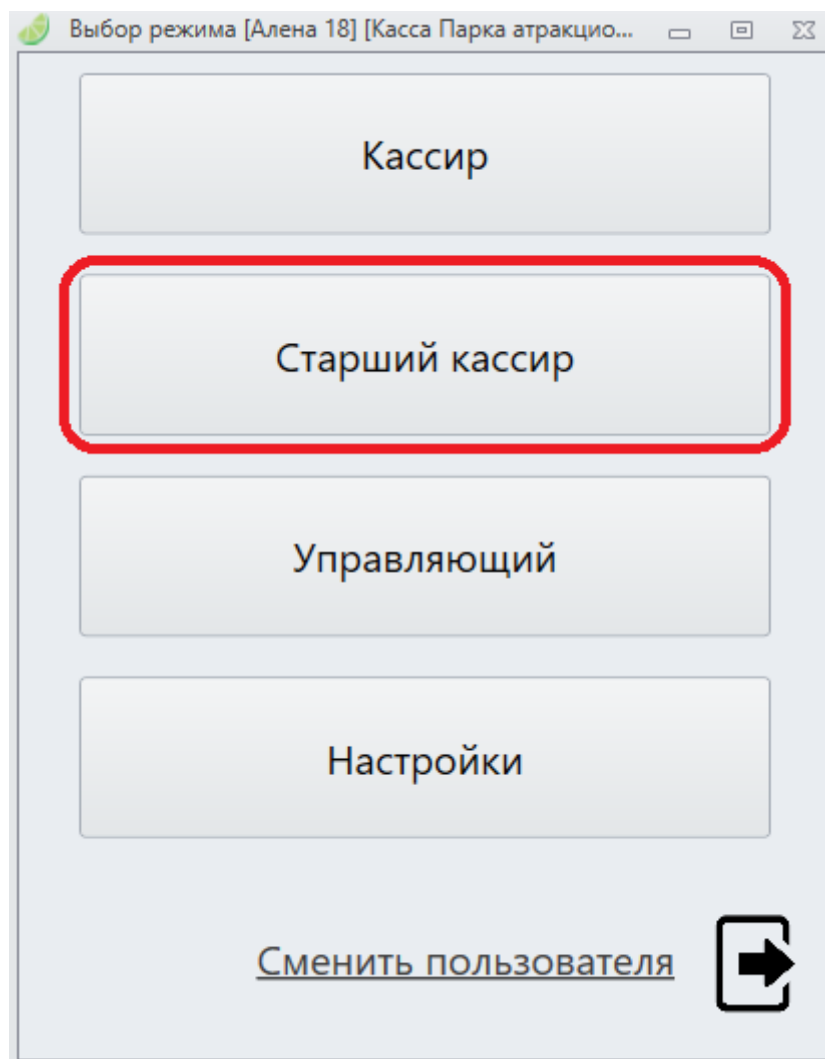 Выбор режима [Алена 18] [Касса Парка атракцио...
Кассир
Старший кассир
Управляющий
Настройки
Сменить пользователя